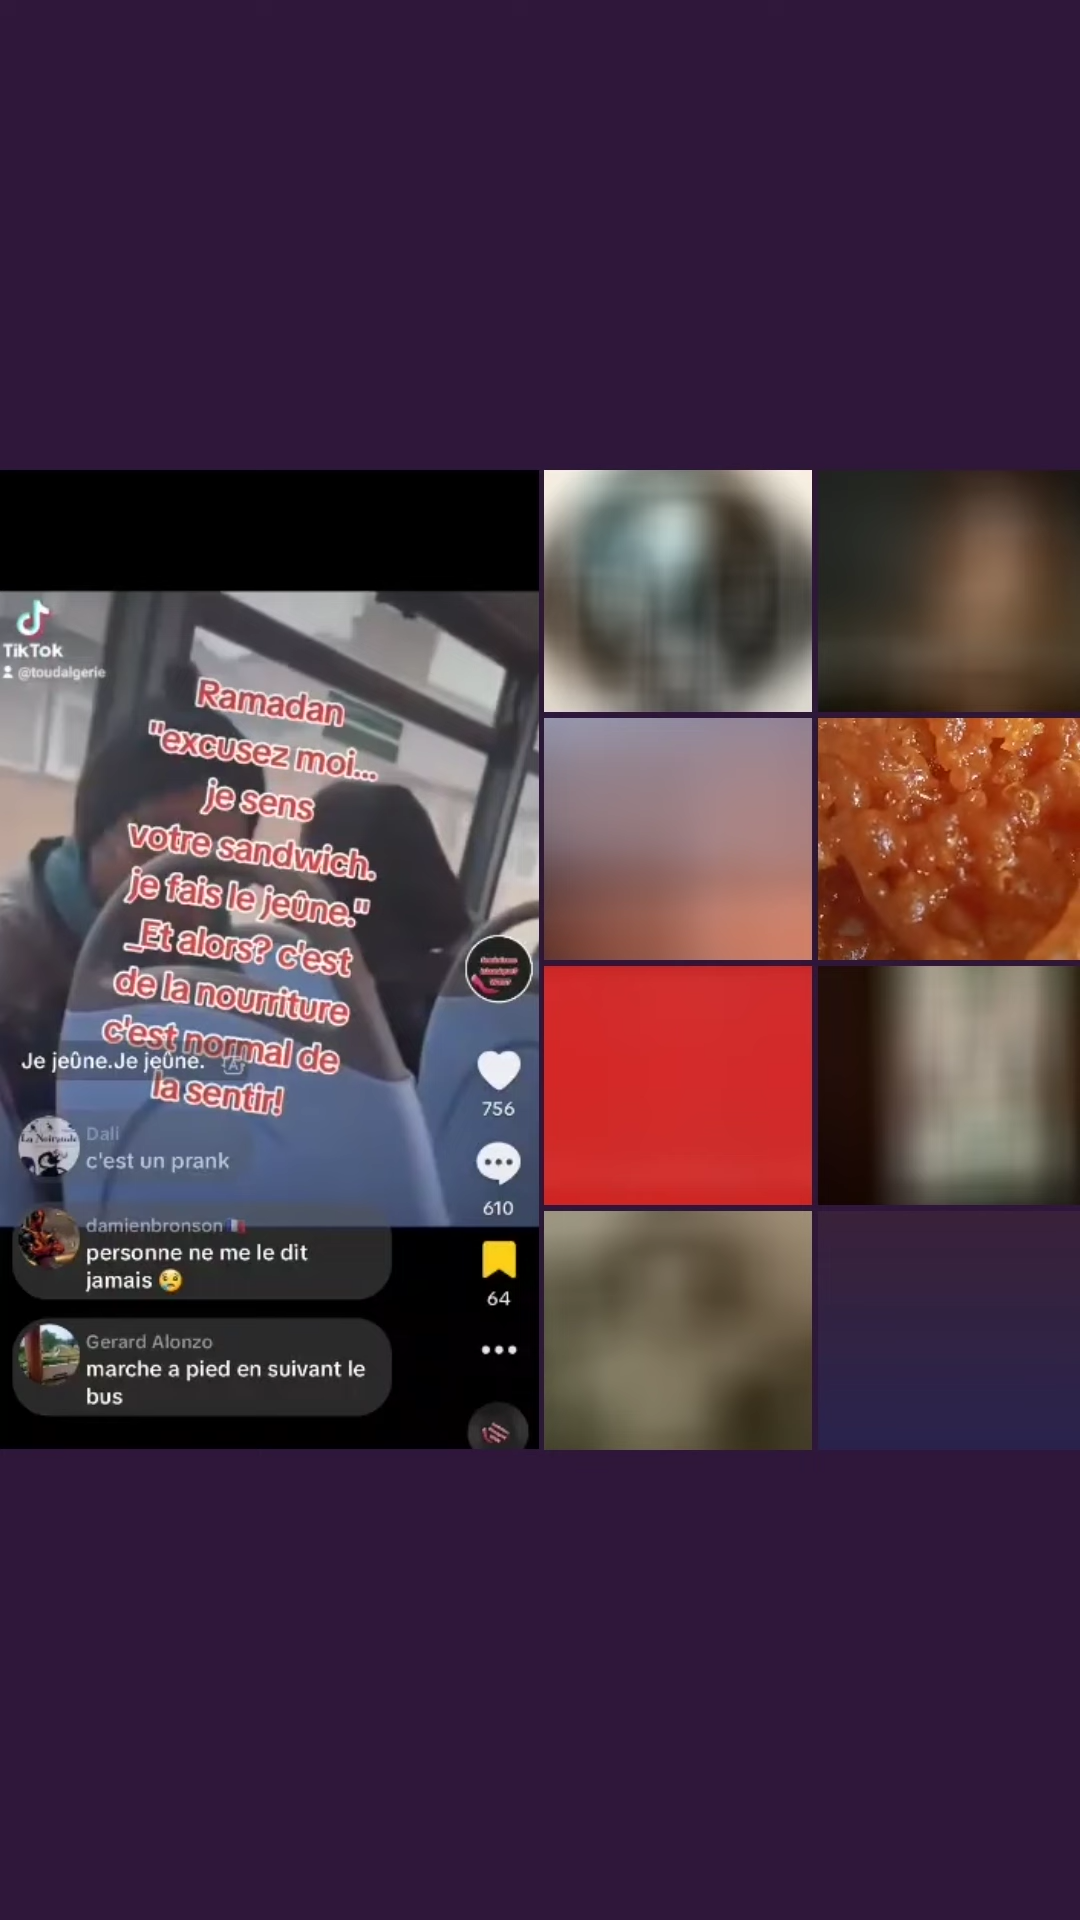 TikTok
@toudalgerie
Ramadan
"excusez moi...
je sens
votre sandwich.
je fais le jeûne."
_Et alors? c'est
de la nourriture
c'est normal de
la sentir!
Je jeûne.Je jeûne.
756
610
64
Dali
c'est un prank
damienbronson🇫🇷
personne ne me le dit
jamais 😢
Gerard Alonzo
marche a pied en suivant le
bus